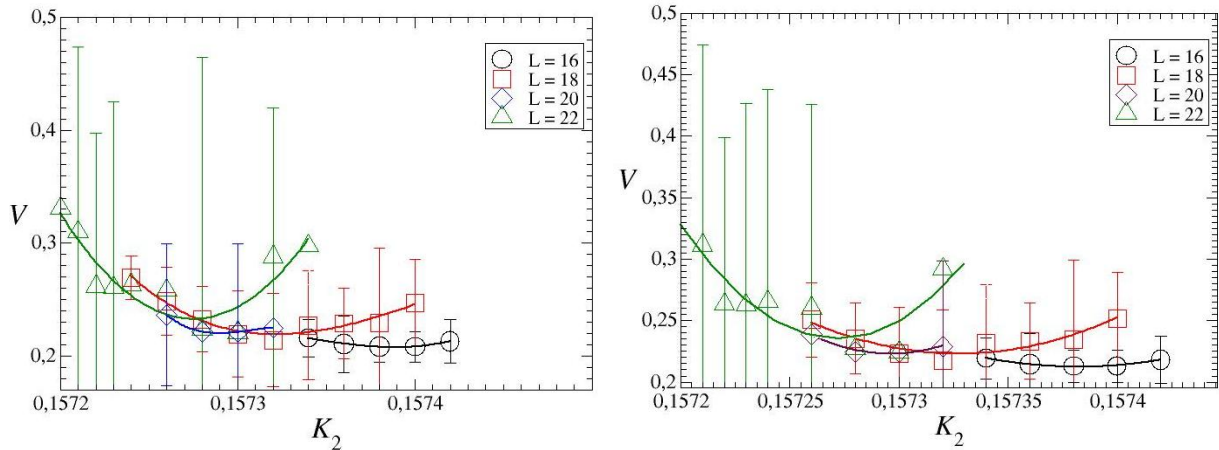 0,5
0,4
0,3
0,2
V
0,1572
0,1573
0,1574
K2
L = 16
L = 18
L = 20
L = 22
0,5
0,45
0,4
0,35
0,3
0,25
0,2
V
0,1572
0,15725
0,1573
0,15735
0,1574
K2
L = 16
L = 18
L = 20
L = 22